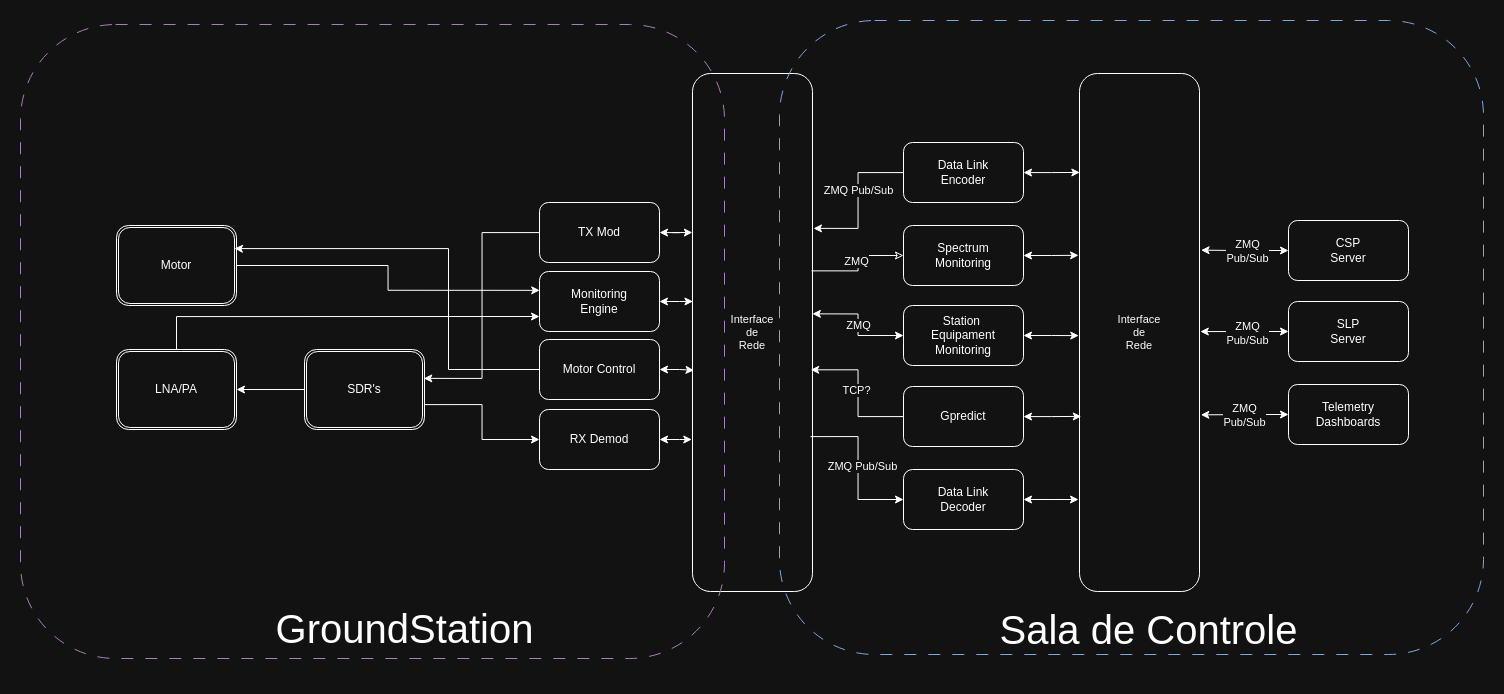 Motor
LNA/PA
SDR's
TX Mod
Monitoring
Engine
Motor Control
RX Demod
Interface
de
Rede
ZMQ Pub/Sub
ZMQ
ZMQ
TCP?
ZMQ Pub/Sub
Data Link
Encoder
Spectrum
Monitoring
Station
Equipament
Monitoring
Gpredict
Data Link
Decoder
Interface
de
Rede
ZMQ
Pub/Sub
ZMQ
Pub/Sub
ZMQ
Pub/Sub
CSP
Server
SLP
Server
Telemetry
Dashboards
GroundStation
Sala de Controle